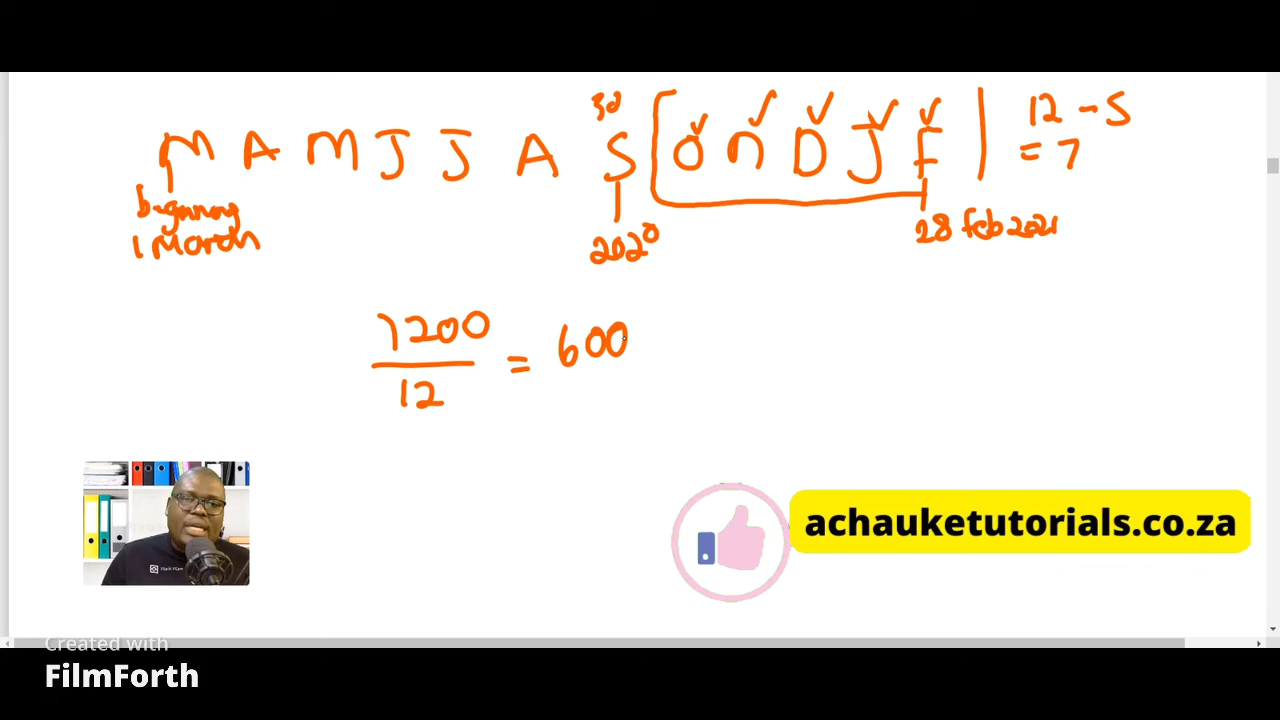 30
M A M J J A S [ O N D J F | 12 - 5
= 7
beginning
1 March
2020
28 Feb 2021
7200
12
= 600
achauketutorials.co.za
Created with
FilmForth